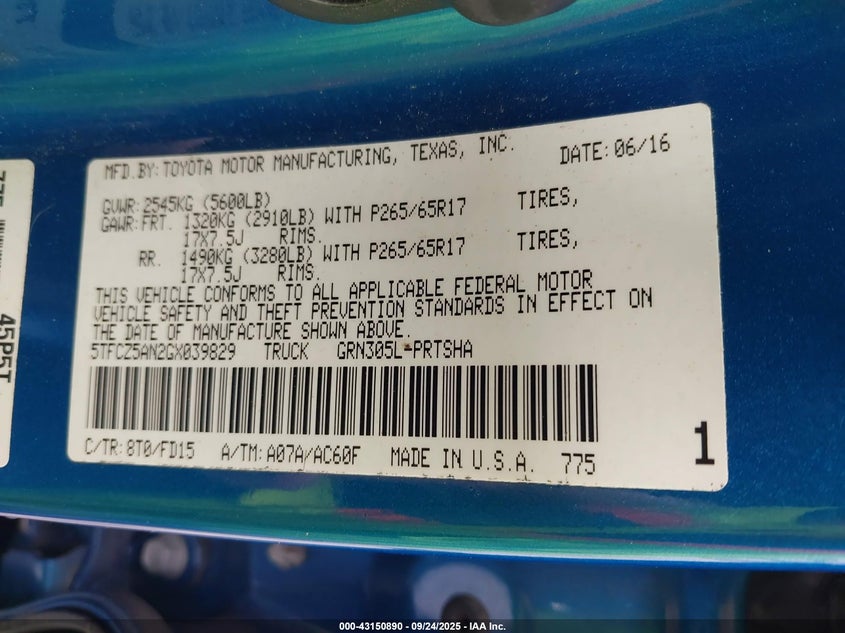 MFD.BY:TOYOTA MOTOR MANUFACTURING, TEXAS, INC. DATE:06/16
GVWR:2545KG (5600LB)
GAWR:FRT. 1320KG (2910LB) WITH P265/65R17 TIRES,
17X7.5J RIMS.
RR. 1490KG (3280LB) WITH P265/65R17 TIRES,
17X7.5J RIMS.
THIS VEHICLE CONFORMS TO ALL APPLICABLE FEDERAL MOTOR
VEHICLE SAFETY AND THEFT PREVENTION STANDARDS IN EFFECT ON
THE DATE OF MANUFACTURE SHOWN ABOVE.
5TFCZ5AN2GX039829 TRUCK GRN305L-PRTSHA
C/TR:8T0/FD15 A/TM:A07A/AC60F MADE IN U.S.A. 775
1
45P5T
000-43150890 - 09/24/2025 - IAA Inc.